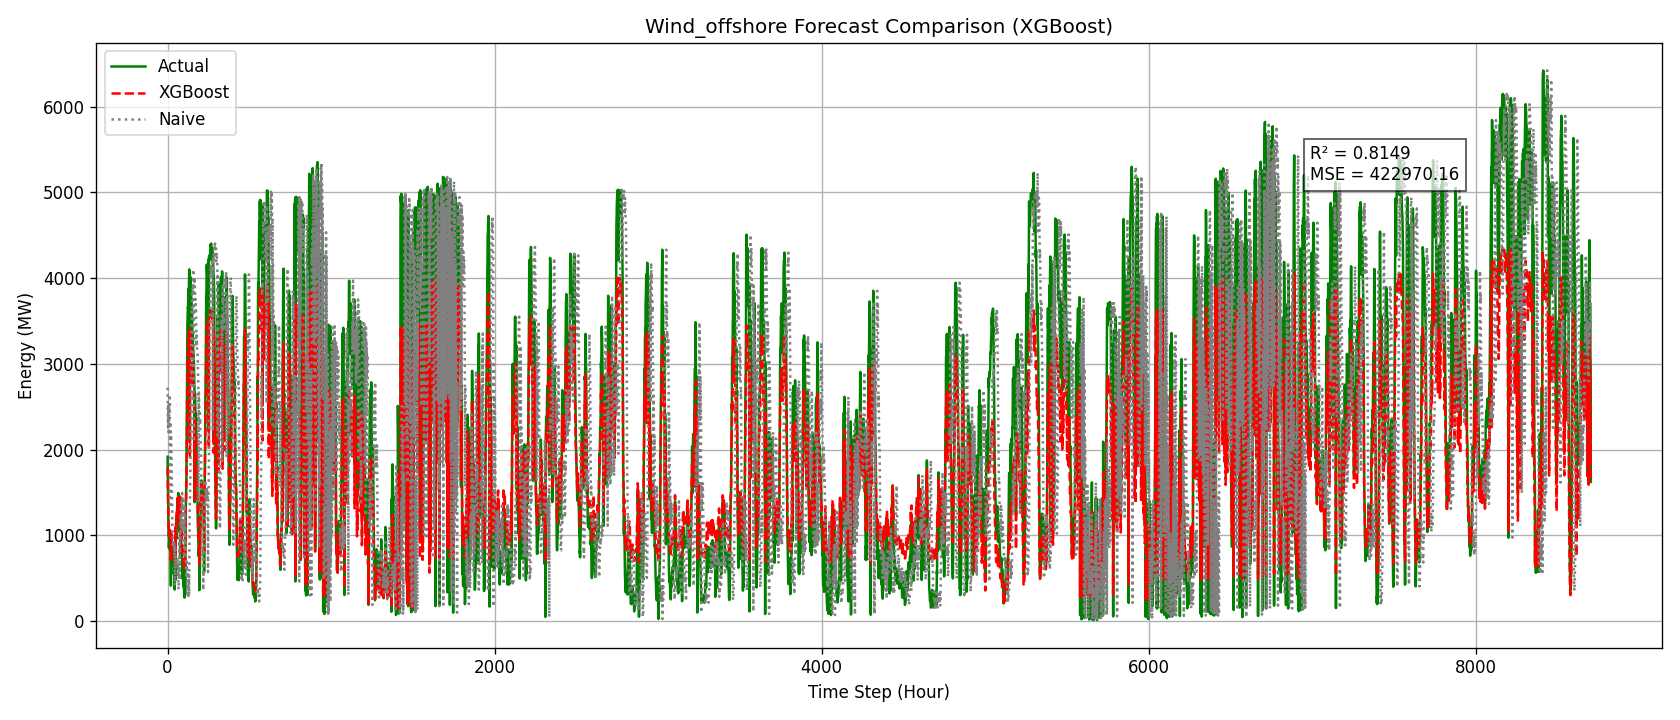 Wind_offshore Forecast Comparison (XGBoost)
Actual
XGBoost
Naive
R² = 0.8149
MSE = 422970.16
Energy (MW)
6000
5000
4000
3000
2000
1000
0
0 2000 4000 6000 8000
Time Step (Hour)